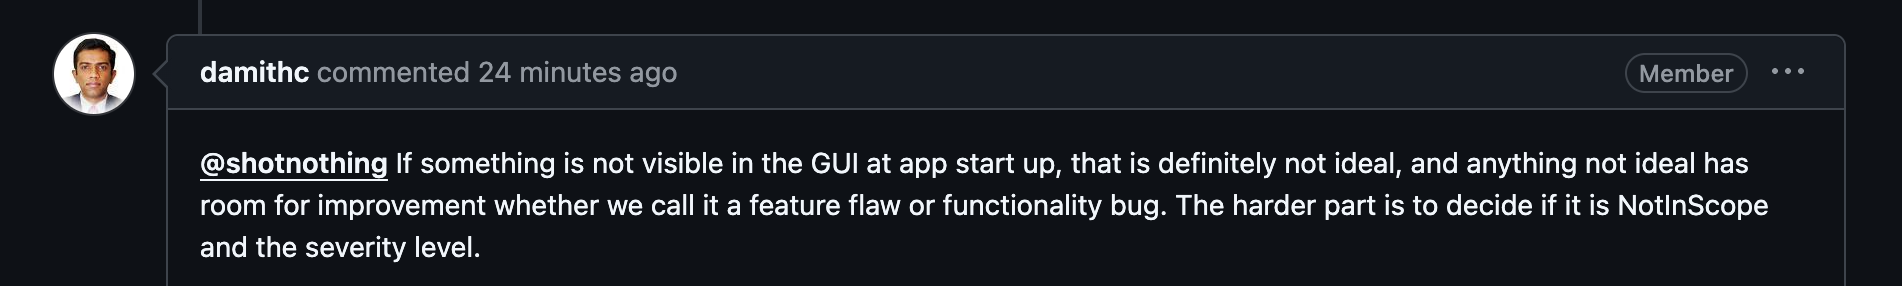 damithc commented 24 minutes ago
Member
@shotnothing If something is not visible in the GUI at app start up, that is definitely not ideal, and anything not ideal has
room for improvement whether we call it a feature flaw or functionality bug. The harder part is to decide if it is NotInScope
and the severity level.